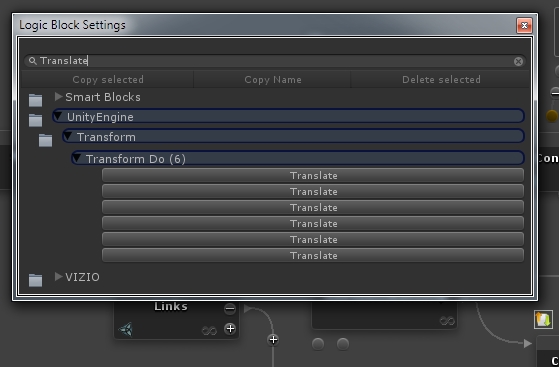 Logic Block Settings
x
Translate
Copy selected Copy Name Delete selected
Smart Blocks
UnityEngine
Transform
Transform Do (6)
Translate
Translate
Translate
Translate
Translate
Translate
VIZIO
Con
Links
C